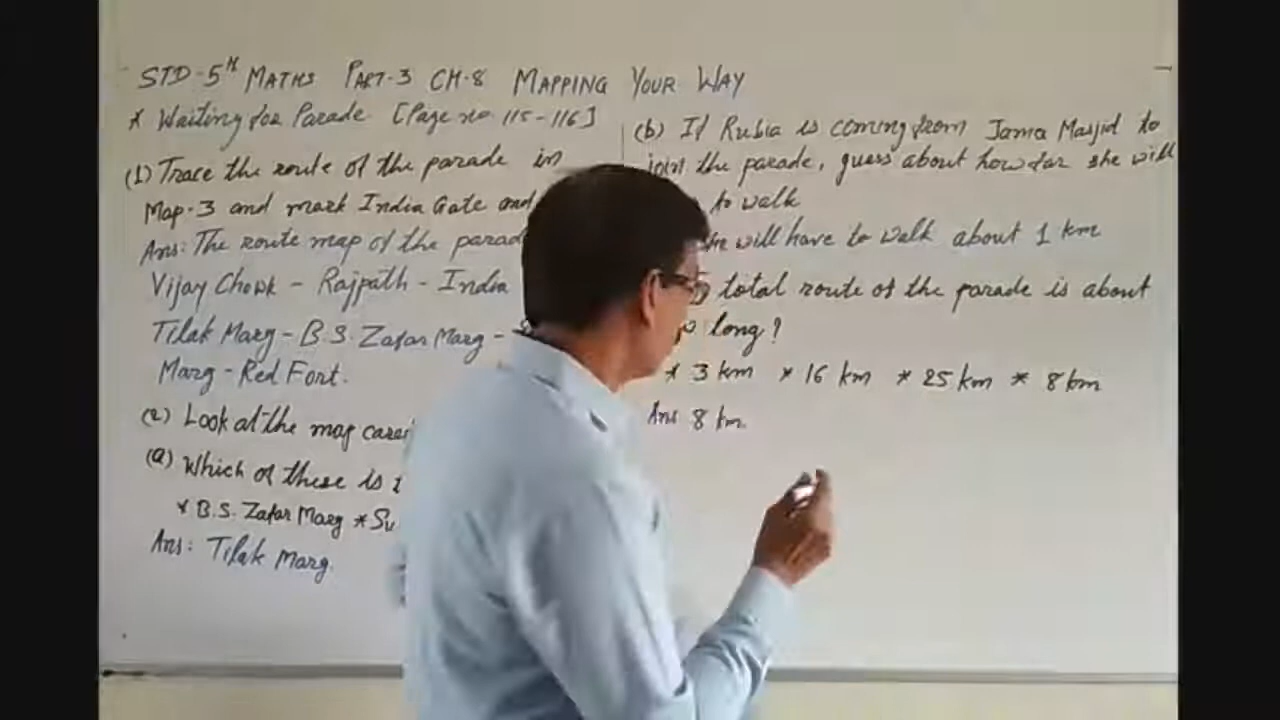 STD-5th MATHS PART-3 CH-8 MAPPING YOUR WAY
* Waiting for Parade [Page no. 115-116]
(1) Trace the route of the parade in
Map-3 and mark India Gate and
Ans: The route map of the parad
Vijay Chowk - Rajpath - India
Tilak Marg - B.S. Zafar Marg -
Marg - Red Fort.
(2) Look at the map
(a) Which of these is
* B.S. Zafar Marg * Su
Ans: Tilak Marg.
(b) If Rubia is coming from Jama Masjid to
join the parade, guess about how far she will
to walk
he will have to walk about 1 km
total route of the parade is about
long?
* 3 km * 16 km * 25 km * 8 km
Ans 8 km.